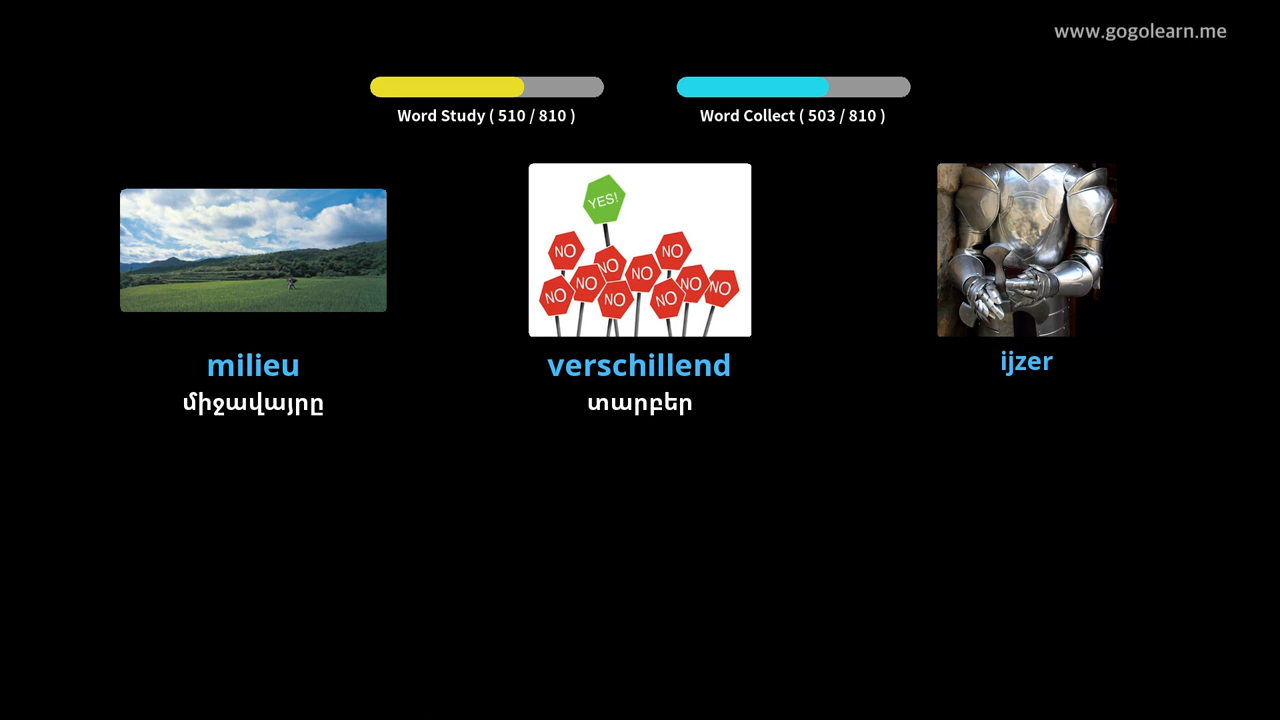 www.gogolearn.me
Word Study ( 510 / 810 )
Word Collect ( 503 / 810 )
YES!
NO
NO
NO
NO
NO
NO
NO
NO
NO
NO
milieu
միջավայրը
verschillend
տարբեր
ijzer